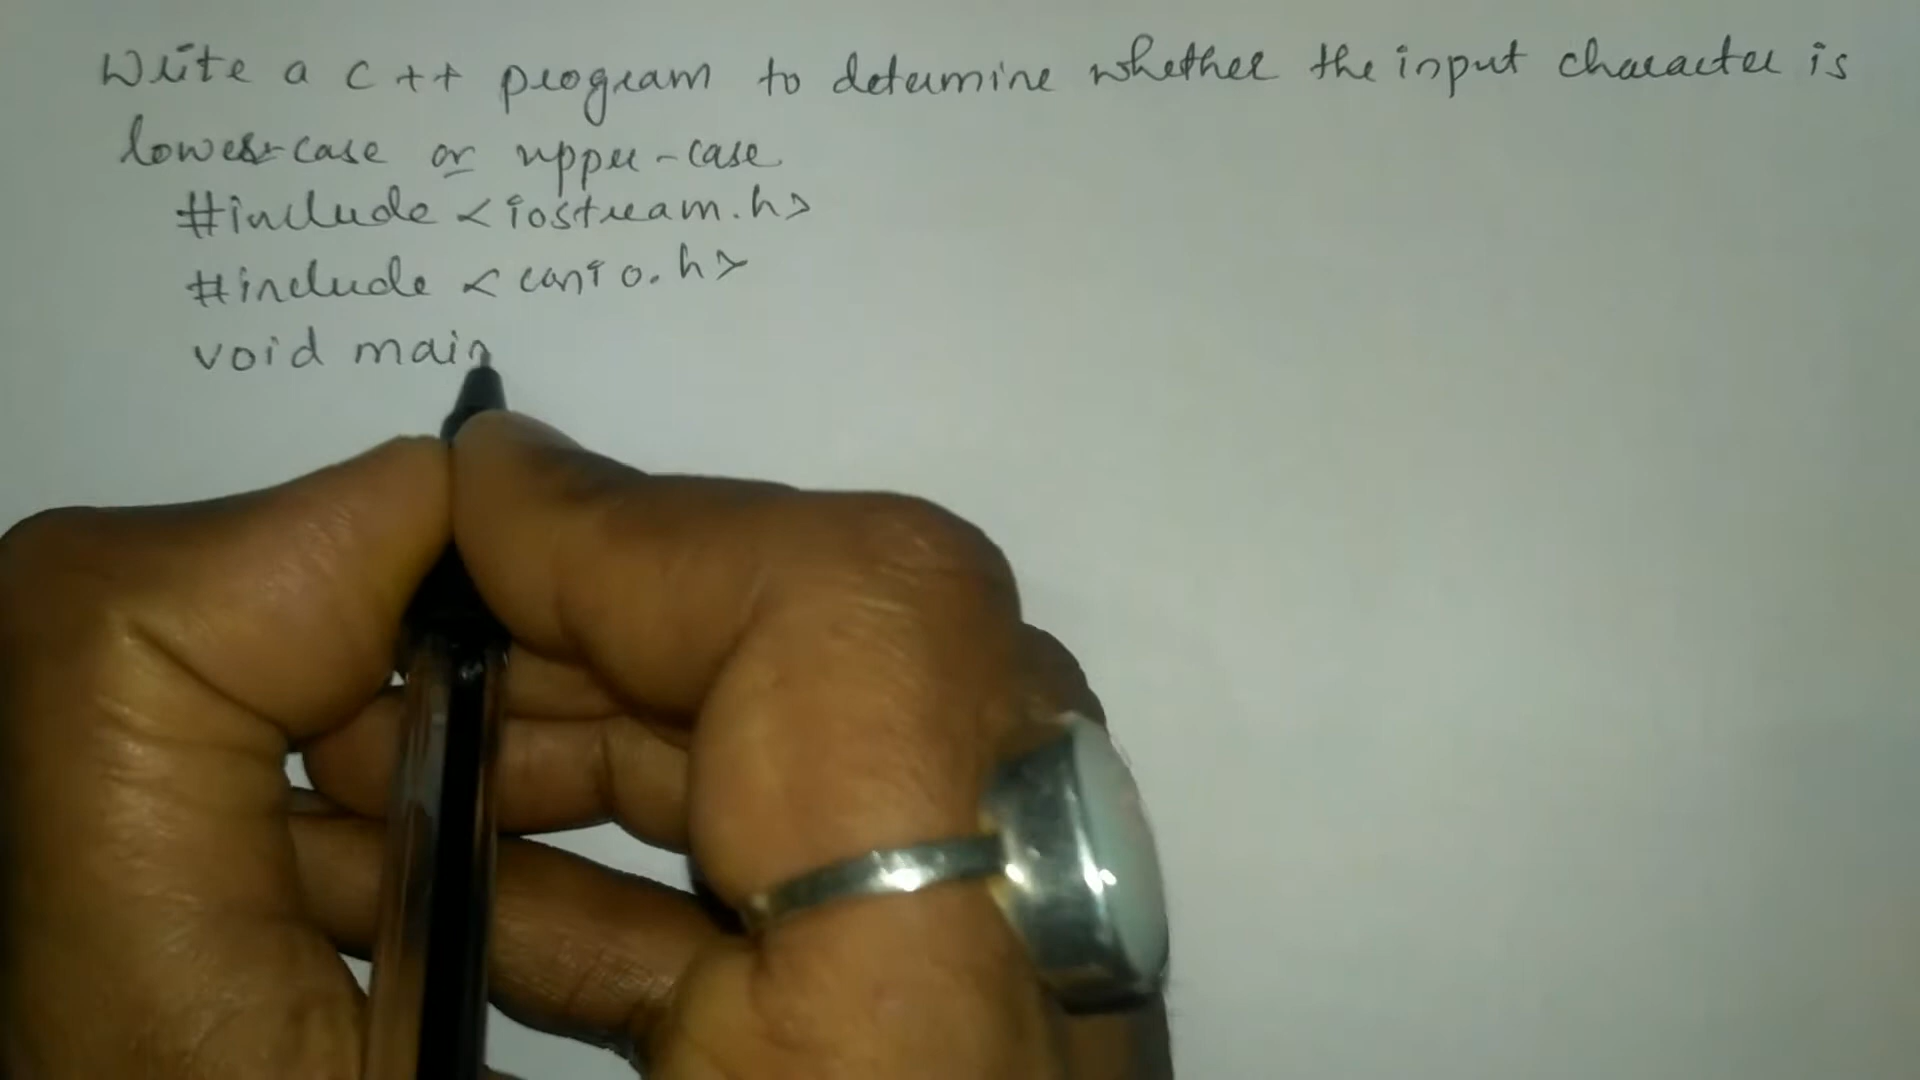 Write a C++ program to determine whether the input character is
lower-case or upper-case
#include <iostream.h>
#include <conio.h>
void main